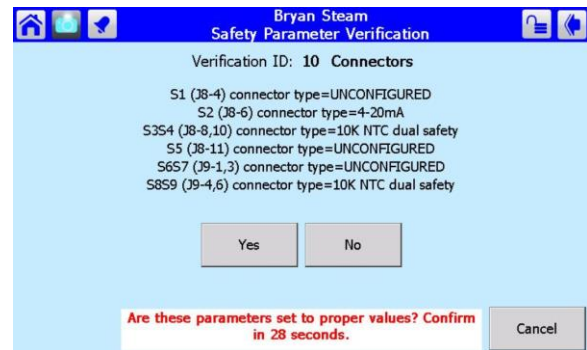 Bryan Steam
Safety Parameter Verification
Verification ID: 10 Connectors
S1 (J8-4) connector type=UNCONFIGURED
S2 (J8-6) connector type=4-20mA
S3S4 (J8-8,10) connector type=10K NTC dual safety
S5 (J8-11) connector type=UNCONFIGURED
S6S7 (J9-1,3) connector type=UNCONFIGURED
S8S9 (J9-4,6) connector type=10K NTC dual safety
Yes No
Are these parameters set to proper values? Confirm
in 28 seconds.
Cancel